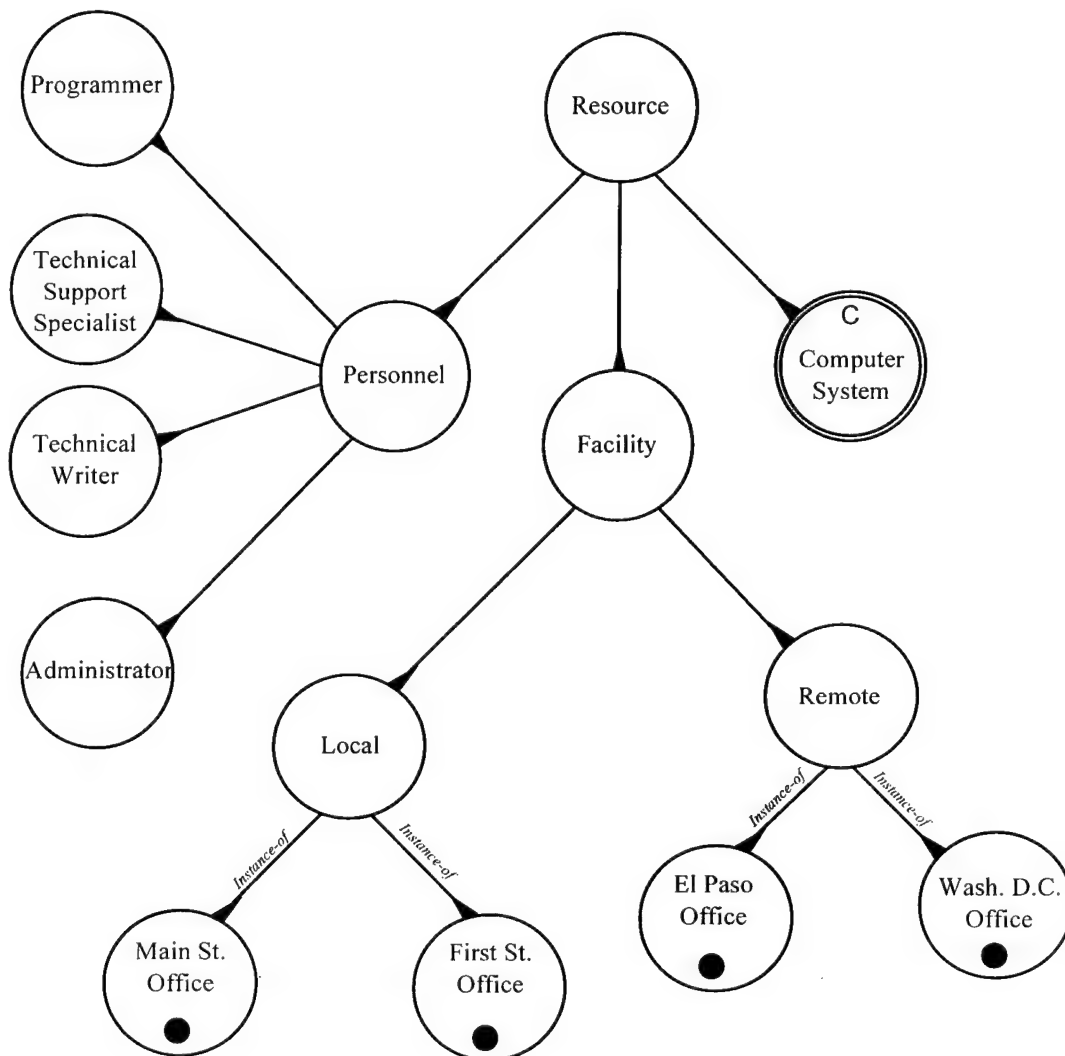 Programmer
Resource
Technical
Support
Specialist
C
Computer
System
Personnel
Technical
Writer
Facility
Administrator
Remote
Local
Instance-of
Instance-of
Instance-of
Instance-of
El Paso
Office
Wash. D.C.
Office
Main St.
Office
First St.
Office